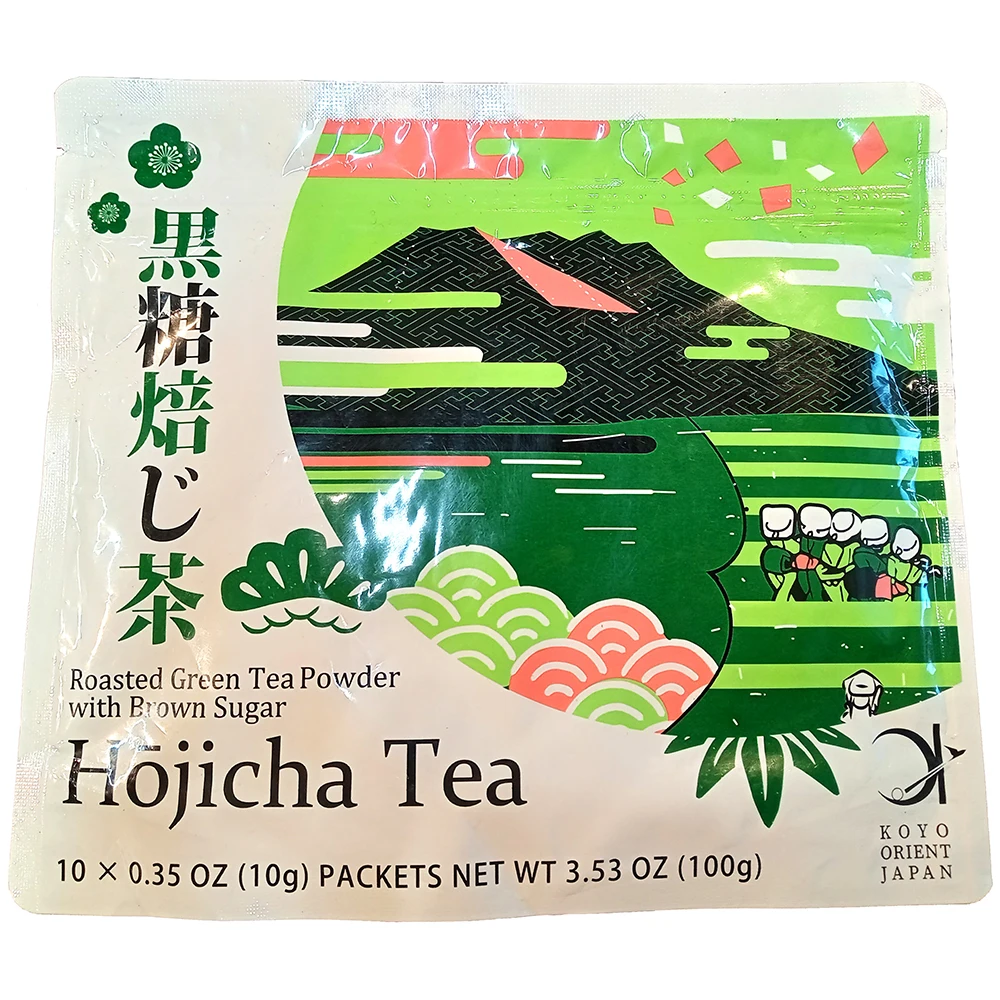 黒糖焙じ茶
Roasted Green Tea Powder
with Brown Sugar
Hōjicha Tea
10 × 0.35 OZ (10g) PACKETS NET WT 3.53 OZ (100g)
KOYO
ORIENT
JAPAN